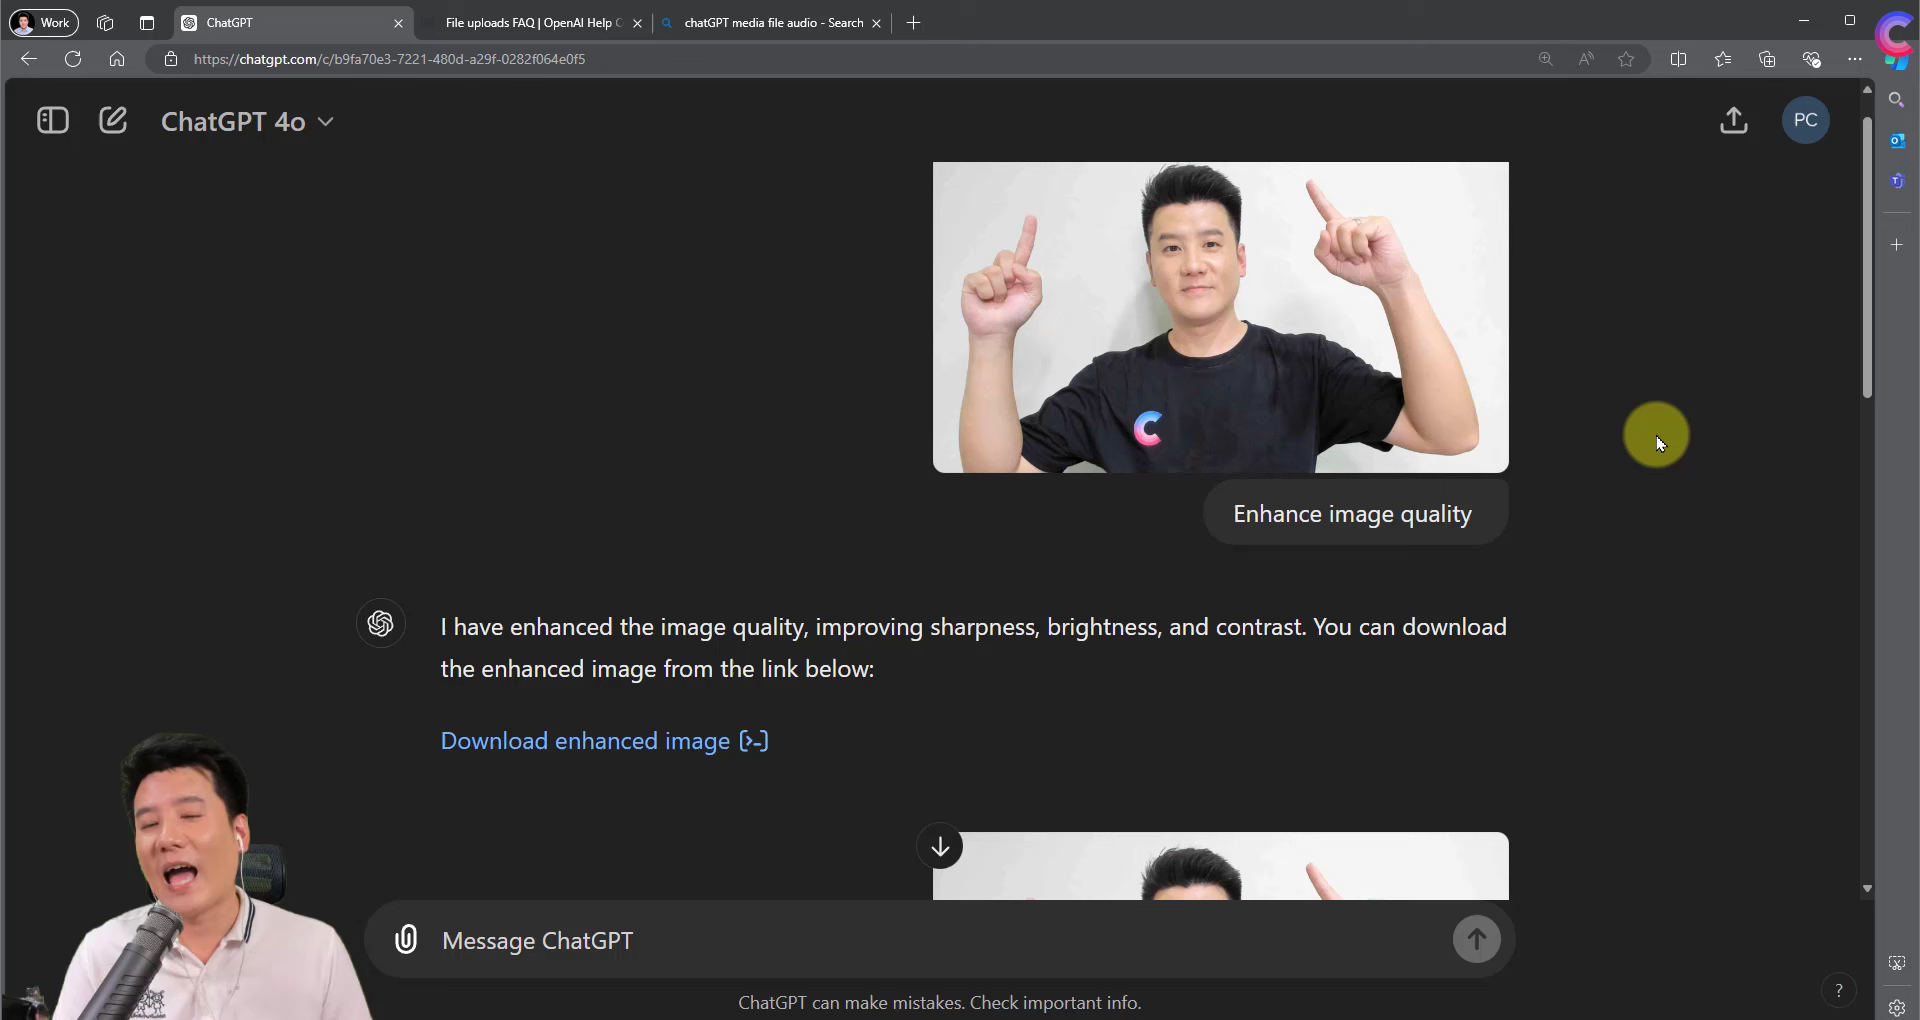 Work
ChatGPT
File uploads FAQ | OpenAI Help C
chatGPT media file audio - Search
https://chatgpt.com/c/b9fa70e3-7221-480d-a29f-0282f064e0f5
ChatGPT 4o
PC
C
Enhance image quality
I have enhanced the image quality, improving sharpness, brightness, and contrast. You can download
the enhanced image from the link below:
Download enhanced image [>-]
Message ChatGPT
ChatGPT can make mistakes. Check important info.
?